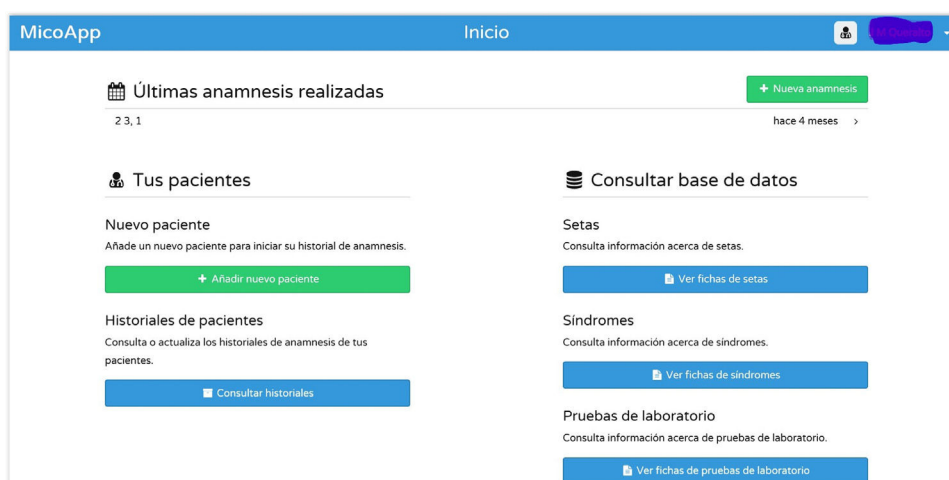 MicoApp
Inicio
Últimas anamnesis realizadas
+ Nueva anamnesis
2 3, 1
hace 4 meses >
Tus pacientes
Nuevo paciente
Añade un nuevo paciente para iniciar su historial de anamnesis.
+ Añadir nuevo paciente
Historiales de pacientes
Consulta o actualiza los historiales de anamnesis de tus
pacientes.
Consultar historiales
Consultar base de datos
Setas
Consulta información acerca de setas.
Ver fichas de setas
Síndromes
Consulta información acerca de síndromes.
Ver fichas de síndromes
Pruebas de laboratorio
Consulta información acerca de pruebas de laboratorio.
Ver fichas de pruebas de laboratorio